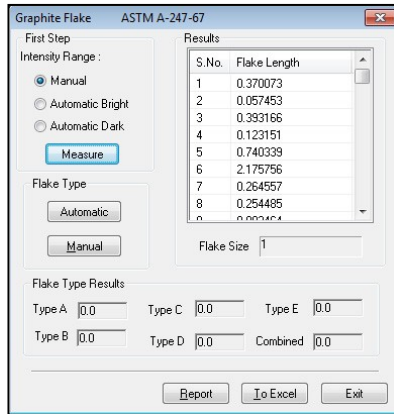 Graphite Flake ASTM A-247-67
First Step
Intensity Range :
Manual
Automatic Bright
Automatic Dark
Measure
Flake Type
Automatic
Manual
Results
S.No. Flake Length
1 0.370073
2 0.057453
3 0.393166
4 0.123151
5 0.740339
6 2.175756
7 0.264557
8 0.254485
Flake Size 1
Flake Type Results
Type A 0.0 Type C 0.0 Type E 0.0
Type B 0.0 Type D 0.0 Combined 0.0
Report To Excel Exit